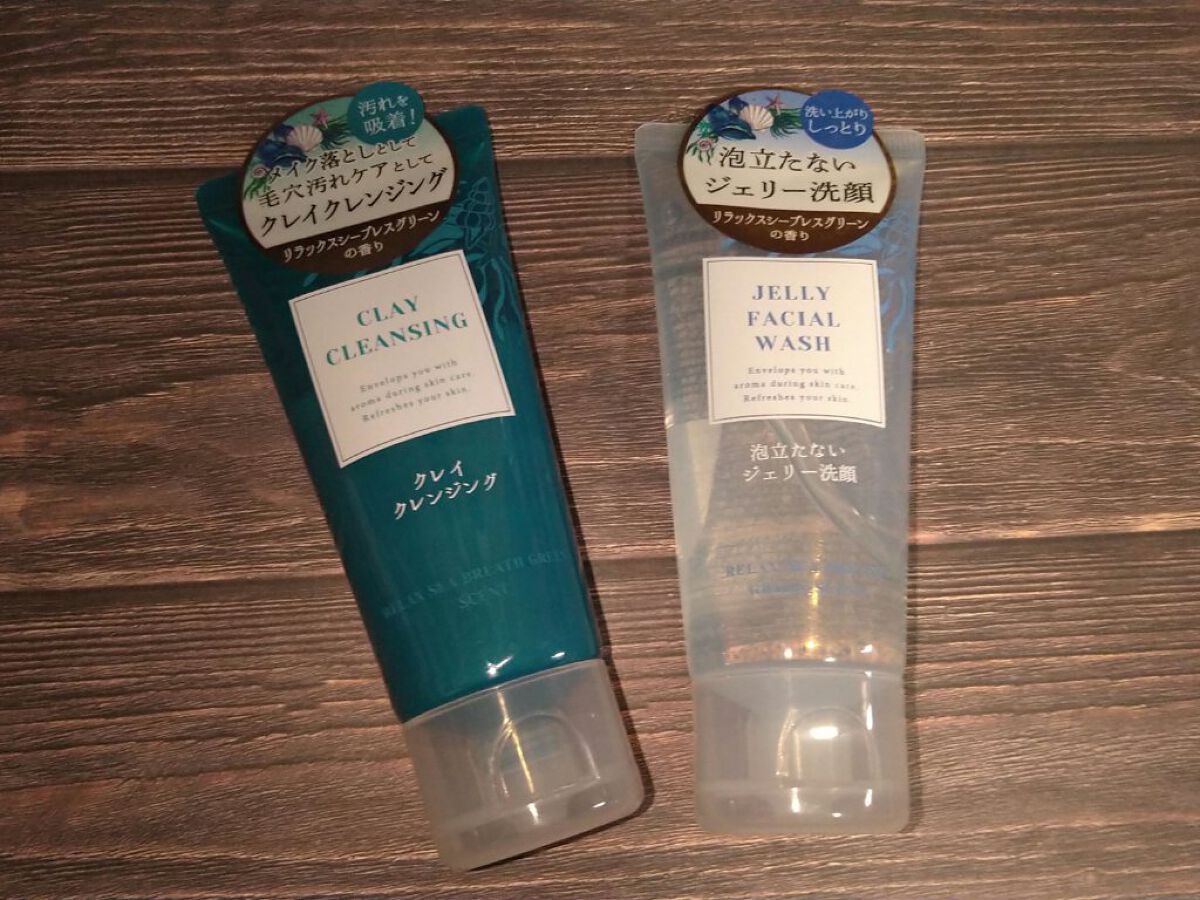 汚れを
吸着!
メイク落としとして
毛穴汚れケアとして
クレイクレンジング
リラックスシーブレスグリーン
の香り
CLAY
CLEANSING
Envelops you with
aroma during skin care.
Refreshes your skin.
クレイ
クレンジング
RELAX SEA BREATH GREEN
SCENT
洗い上がり
しっとり
泡立たない
ジェリー洗顔
リラックスシーブレスグリーン
の香り
JELLY
FACIAL
WASH
Envelops you with
aroma during skin care.
Refreshes your skin.
泡立たない
ジェリー洗顔
RELAX SEA